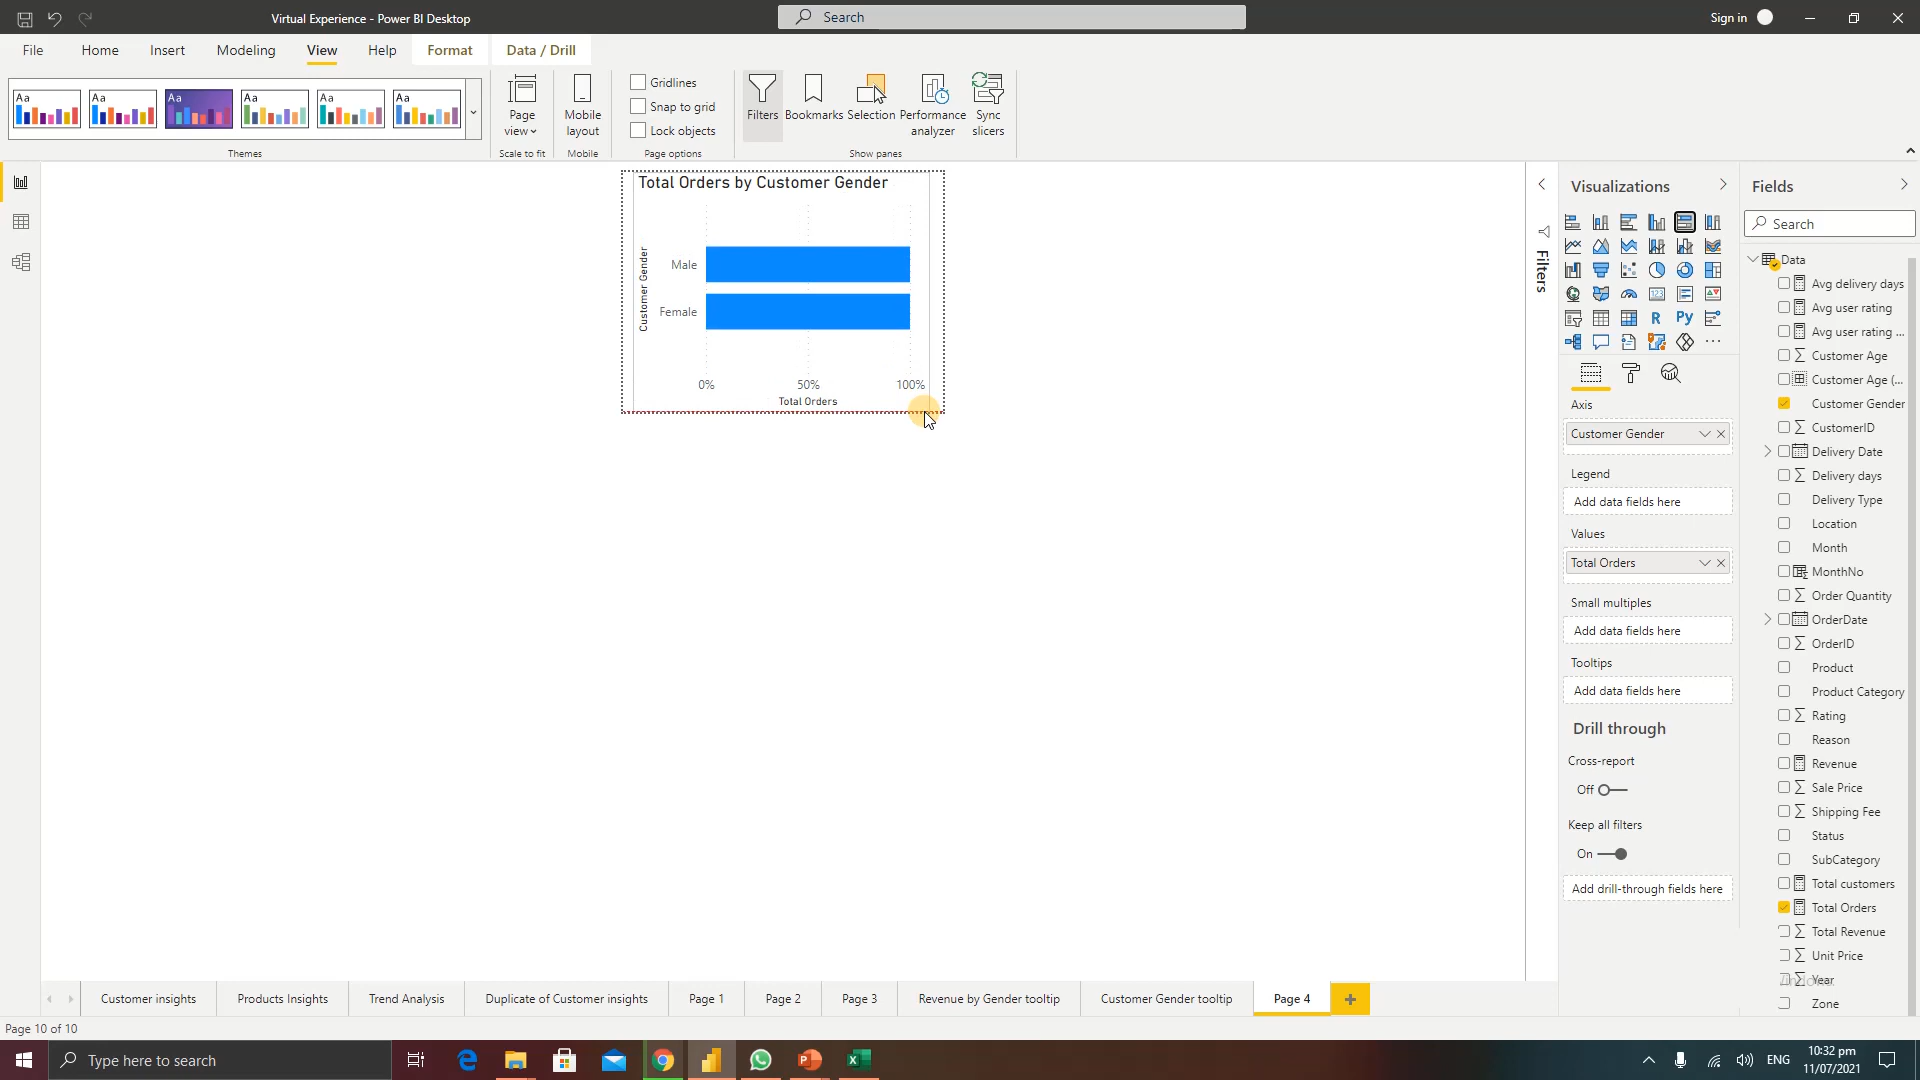 Virtual Experience - Power BI Desktop
Search
Sign in
File
Home
Insert
Modeling
View
Help
Format
Data / Drill
Aa
Aa
Aa
Aa
Aa
Aa
Themes
Page view
Scale to fit
Mobile layout
Mobile
Gridlines
Snap to grid
Lock objects
Page options
Filters
Bookmarks
Selection
Performance analyzer
Sync slicers
Show panes
Total Orders by Customer Gender
Customer Gender
Male
Female
0%
50%
100%
Total Orders
Filters
Visualizations
R
Py
Axis
Customer Gender
Legend
Add data fields here
Values
Total Orders
Small multiples
Add data fields here
Tooltips
Add data fields here
Drill through
Cross-report
Off
Keep all filters
On
Add drill-through fields here
Fields
Search
Data
Avg delivery days
Avg user rating
Avg user rating ...
Customer Age
Customer Age (...
Customer Gender
CustomerID
Delivery Date
Delivery days
Delivery Type
Location
Month
MonthNo
Order Quantity
OrderDate
OrderID
Product
Product Category
Rating
Reason
Revenue
Sale Price
Shipping Fee
Status
SubCategory
Total customers
Total Orders
Total Revenue
Unit Price
Year
Zone
Customer insights
Products Insights
Trend Analysis
Duplicate of Customer insights
Page 1
Page 2
Page 3
Revenue by Gender tooltip
Customer Gender tooltip
Page 4
Page 10 of 10
Type here to search
ENG
10:32 pm
11/07/2021